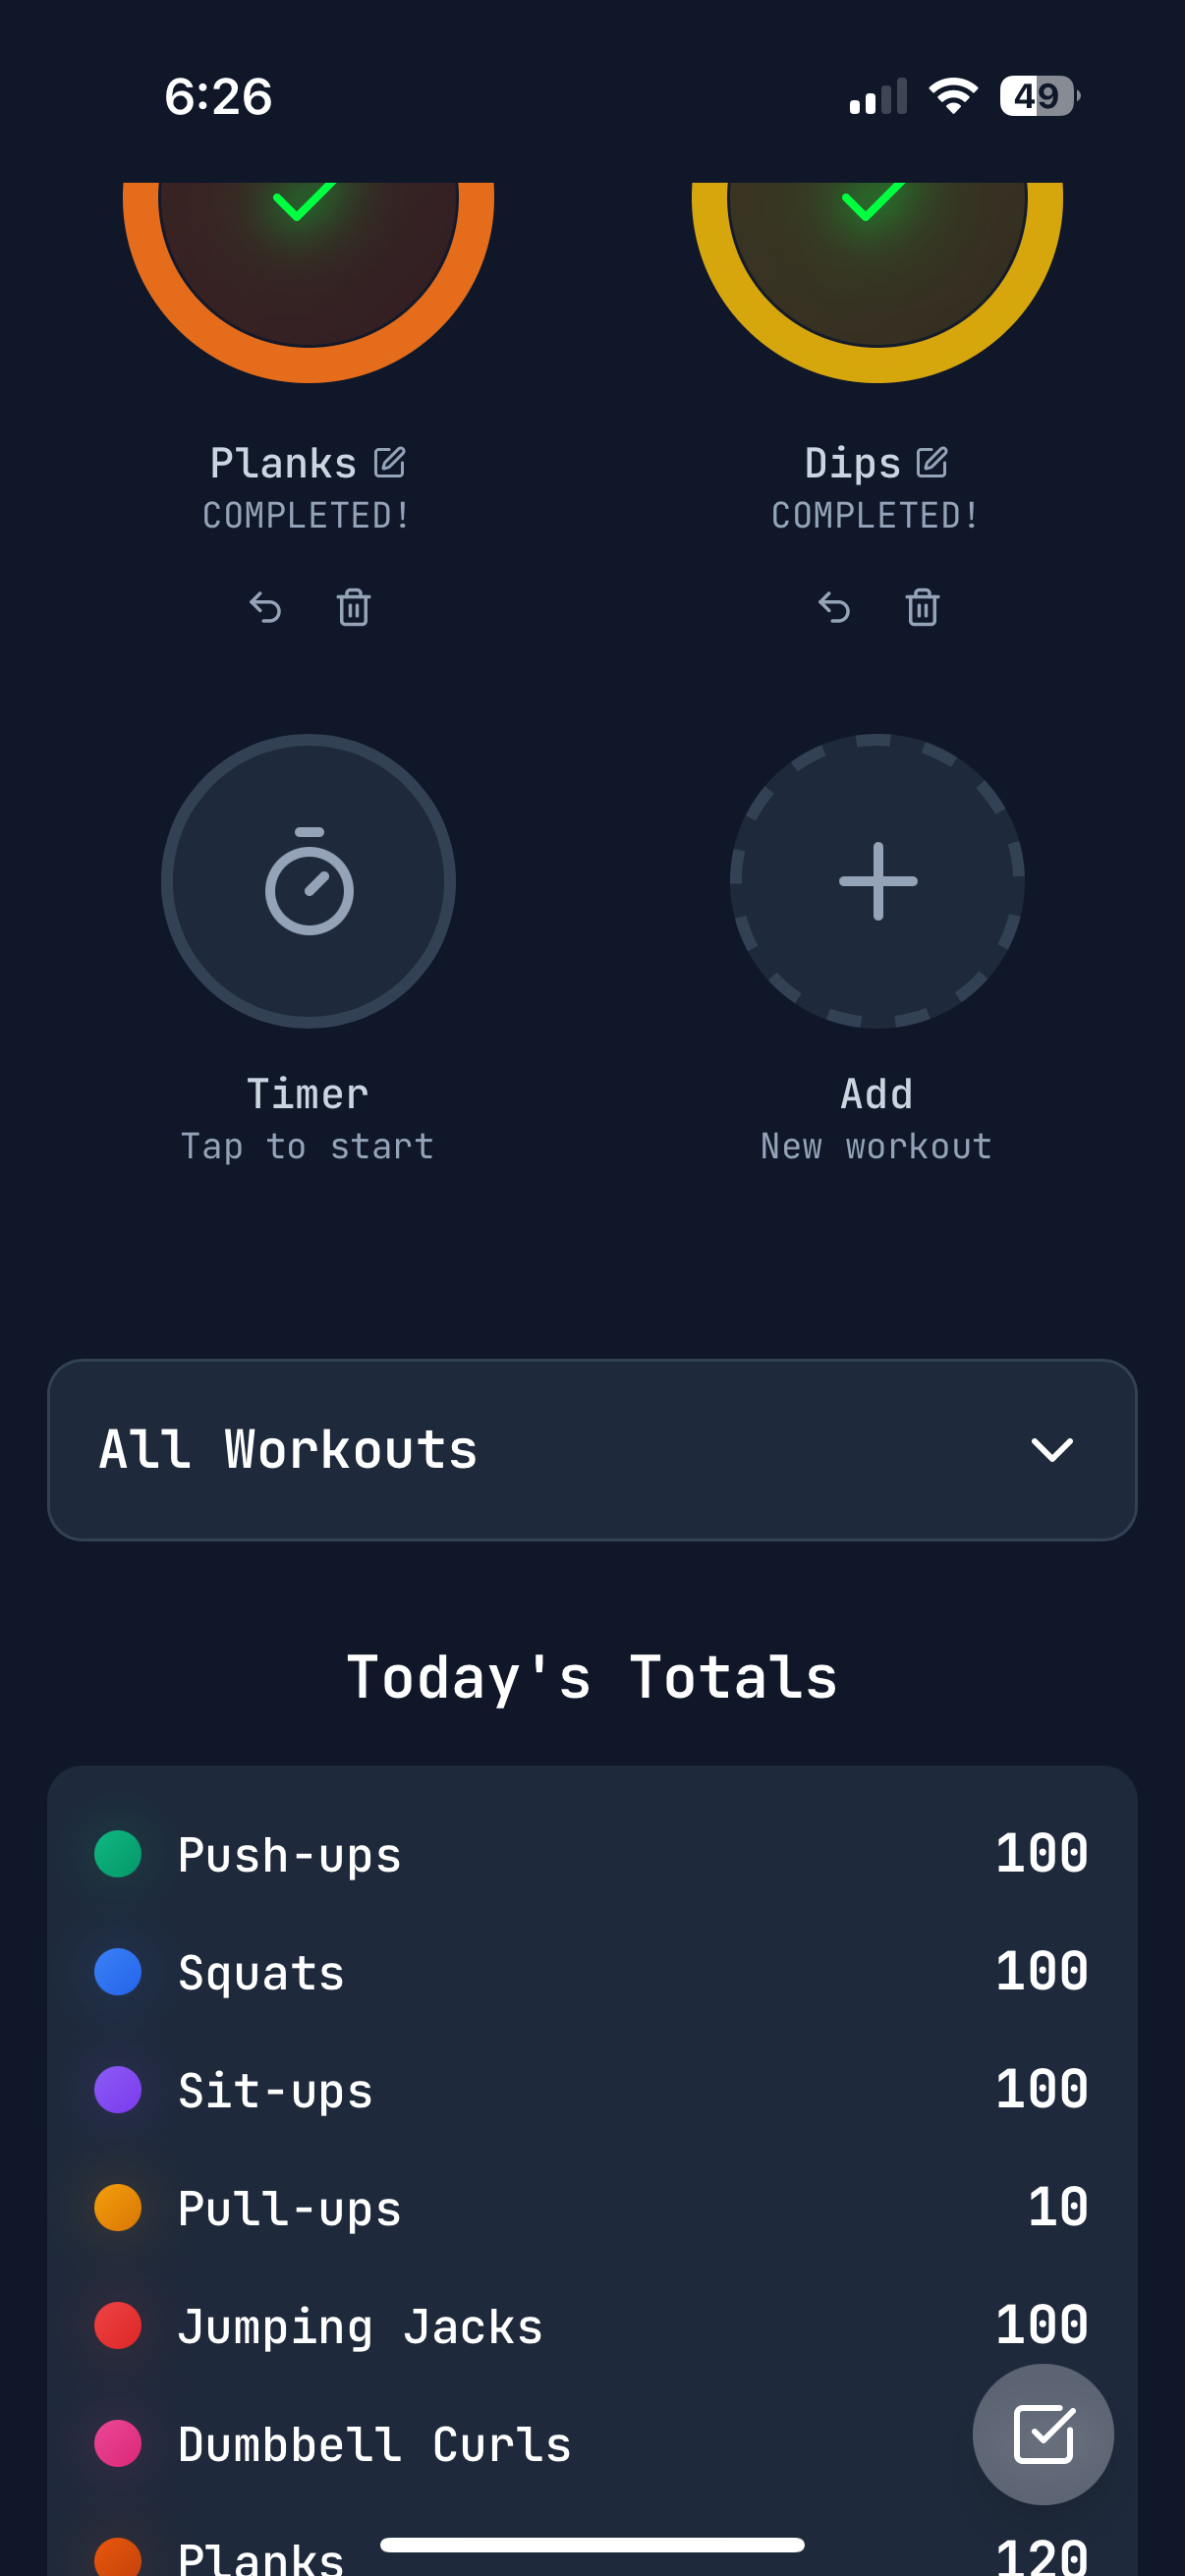 6:26
49
Planks
COMPLETED!
Dips
COMPLETED!
Timer
Tap to start
Add
New workout
All Workouts
Today's Totals
Push-ups 100
Squats 100
Sit-ups 100
Pull-ups 10
Jumping Jacks 100
Dumbbell Curls
Planks 120